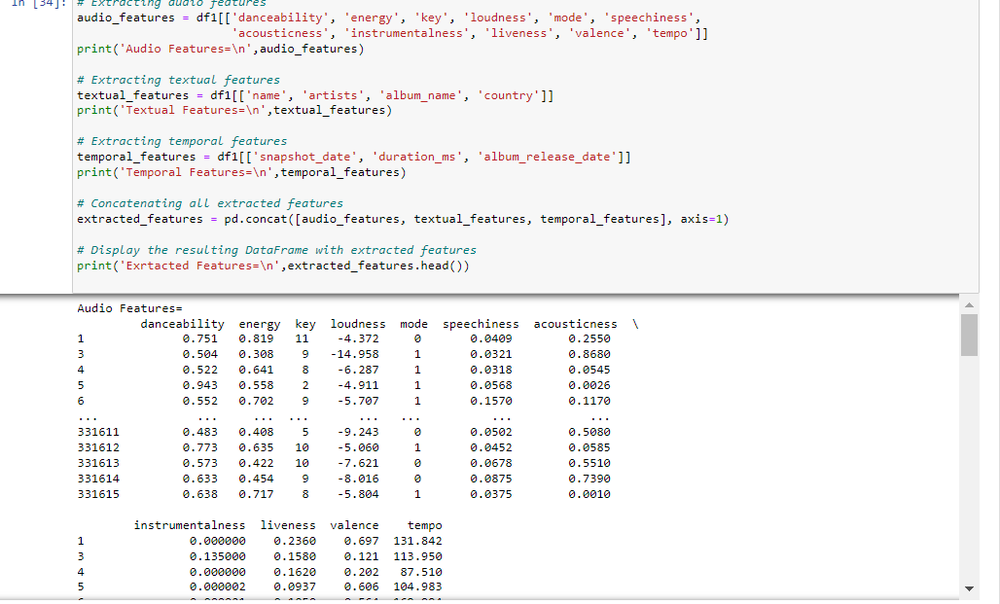 In [34]: # Extracting audio features
audio_features = df1[['danceability', 'energy', 'key', 'loudness', 'mode', 'speechiness',
'acousticness', 'instrumentalness', 'liveness', 'valence', 'tempo']]
print('Audio Features=\n',audio_features)
# Extracting textual features
textual_features = df1[['name', 'artists', 'album_name', 'country']]
print('Textual Features=\n',textual_features)
# Extracting temporal features
temporal_features = df1[['snapshot_date', 'duration_ms', 'album_release_date']]
print('Temporal Features=\n',temporal_features)
# Concatenating all extracted features
extracted_features = pd.concat([audio_features, textual_features, temporal_features], axis=1)
# Display the resulting DataFrame with extracted features
print('Exrtacted Features=\n',extracted_features.head())
Audio Features=
danceability energy key loudness mode speechiness acousticness \
1 0.751 0.819 11 -4.372 0 0.0409 0.2550
3 0.504 0.308 9 -14.958 1 0.0321 0.8680
4 0.522 0.641 8 -6.287 1 0.0318 0.0545
5 0.943 0.558 2 -4.911 1 0.0568 0.0026
6 0.552 0.702 9 -5.707 1 0.1570 0.1170
... ... ... ... ... ... ... ...
331611 0.483 0.408 5 -9.243 0 0.0502 0.5080
331612 0.773 0.635 10 -5.060 1 0.0452 0.0585
331613 0.573 0.422 10 -7.621 0 0.0678 0.5510
331614 0.633 0.454 9 -8.016 0 0.0875 0.7390
331615 0.638 0.717 8 -5.804 1 0.0375 0.0010
instrumentalness liveness valence tempo
1 0.000000 0.2360 0.697 131.842
3 0.135000 0.1580 0.121 113.950
4 0.000000 0.1620 0.202 87.510
5 0.000002 0.0937 0.606 104.983